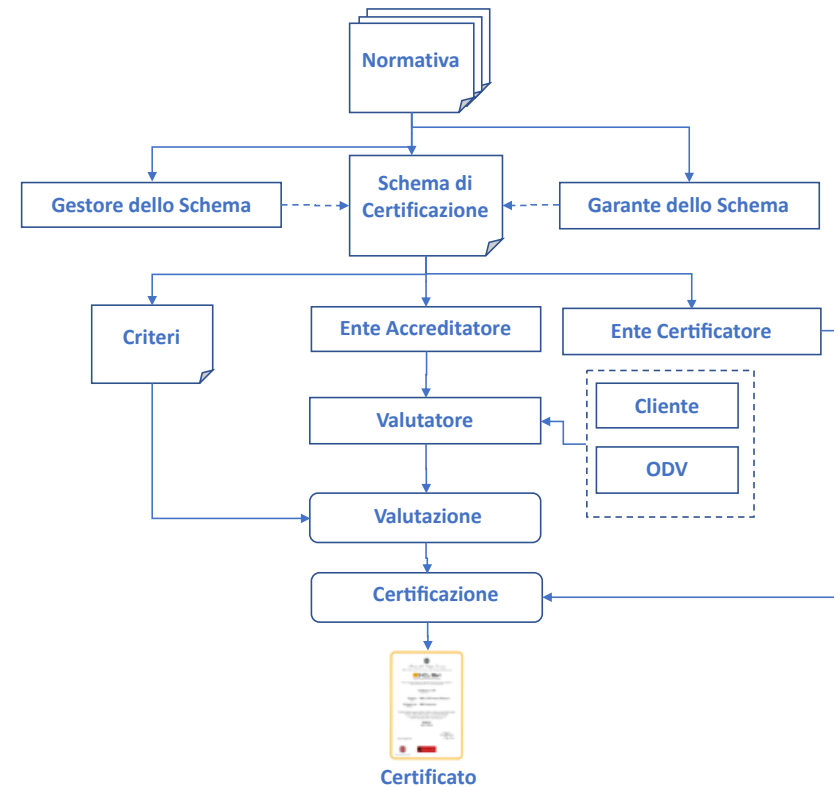 Normativa
Gestore dello Schema
Schema di
Certificazione
Garante dello Schema
Criteri
Ente Accreditatore
Ente Certificatore
Valutatore
Cliente
ODV
Valutazione
Certificazione
Certificato